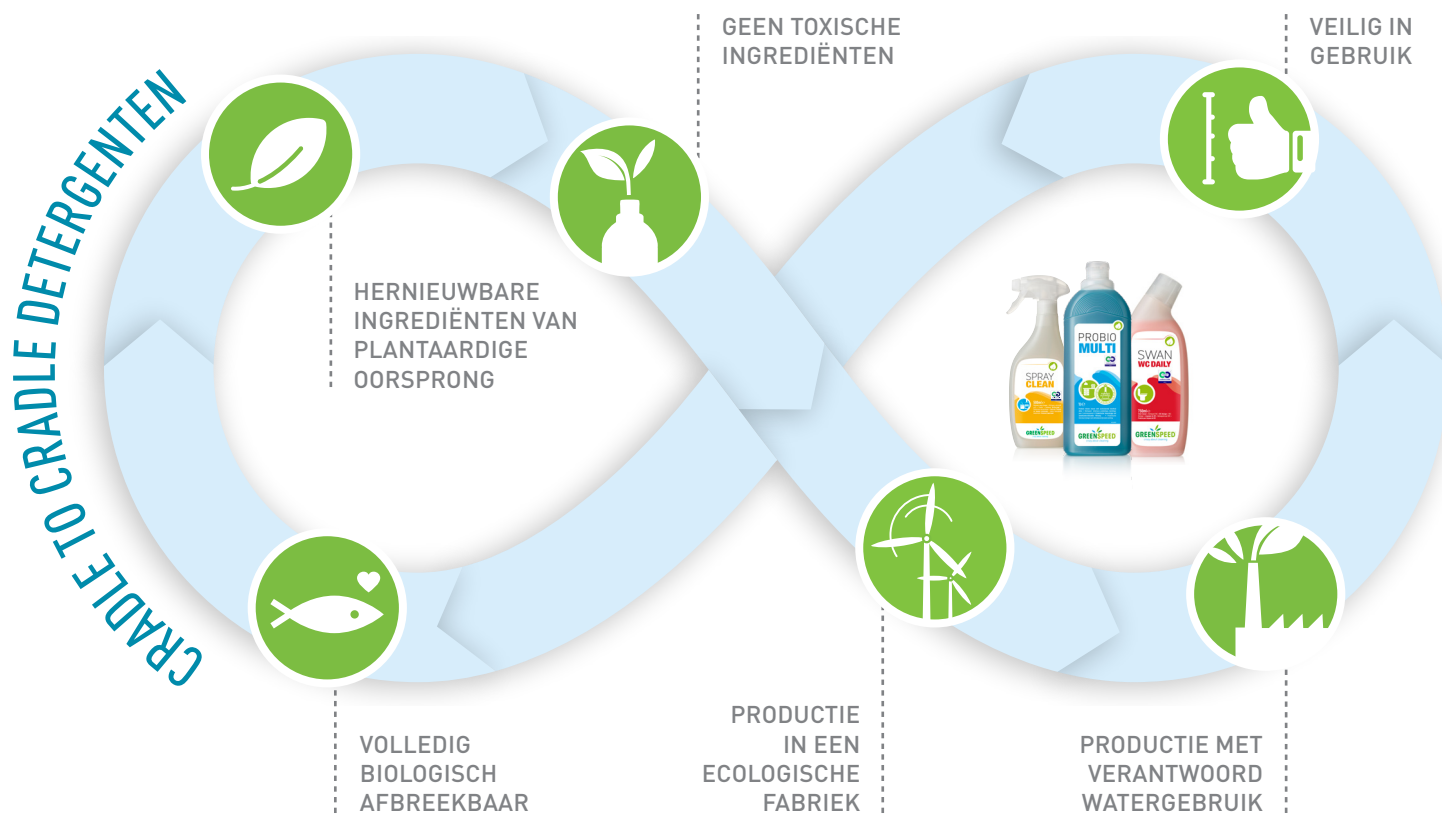 CRADLE TO CRADLE DETERGENTEN
GEEN TOXISCHE
INGREDIËNTEN
VEILIG IN
GEBRUIK
HERNIEUWBARE
INGREDIËNTEN VAN
PLANTAARDIGE
OORSPRONG
SPRAY
CLEAN
GREENSPEED
PROBIO
MULTI
GREENSPEED
SWAN
WC DAILY
GREENSPEED
VOLLEDIG
BIOLOGISCH
AFBREEKBAAR
PRODUCTIE
IN EEN
ECOLOGISCHE
FABRIEK
PRODUCTIE MET
VERANTWOORD
WATERGEBRUIK